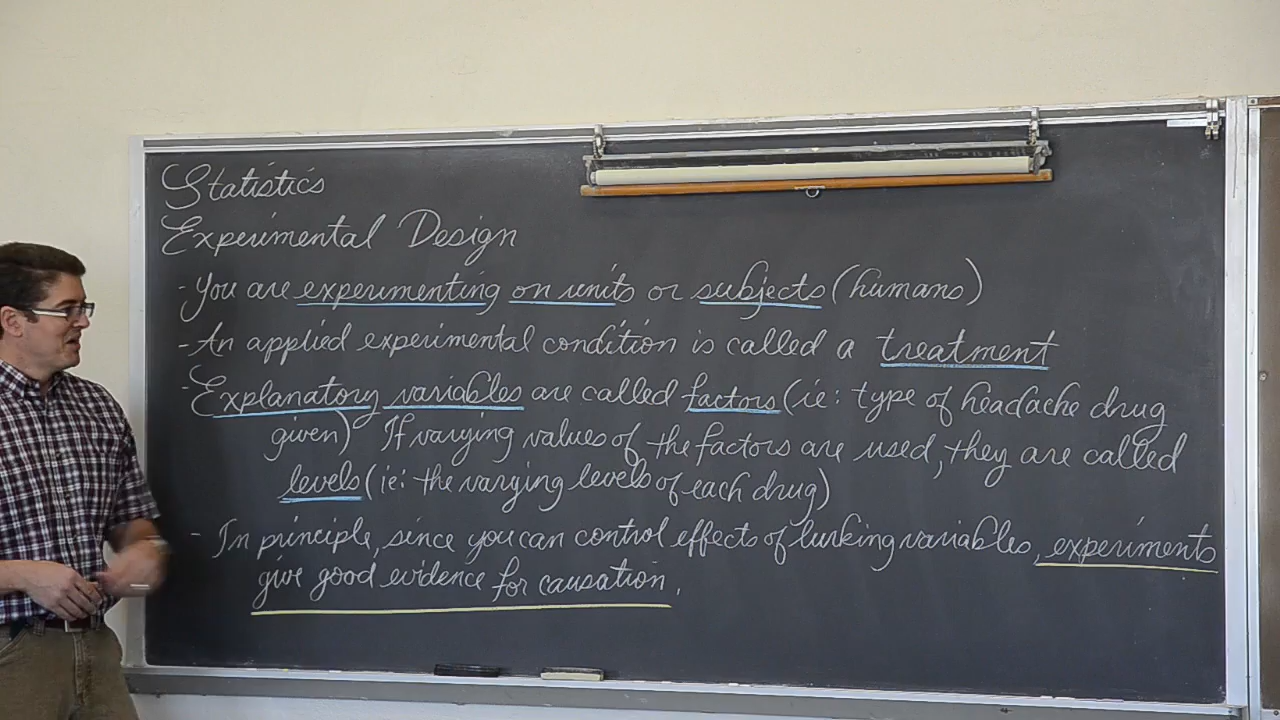 Statistics
Experimental Design
- You are experimenting on units or subjects (humans)
- An applied experimental condition is called a treatment
- Explanatory variables are called factors (ie: type of headache drug
given) If varying values of the factors are used, they are called
levels (ie: the varying levels of each drug)
- In principle, since you can control effects of lurking variables, experiments
give good evidence for causation.